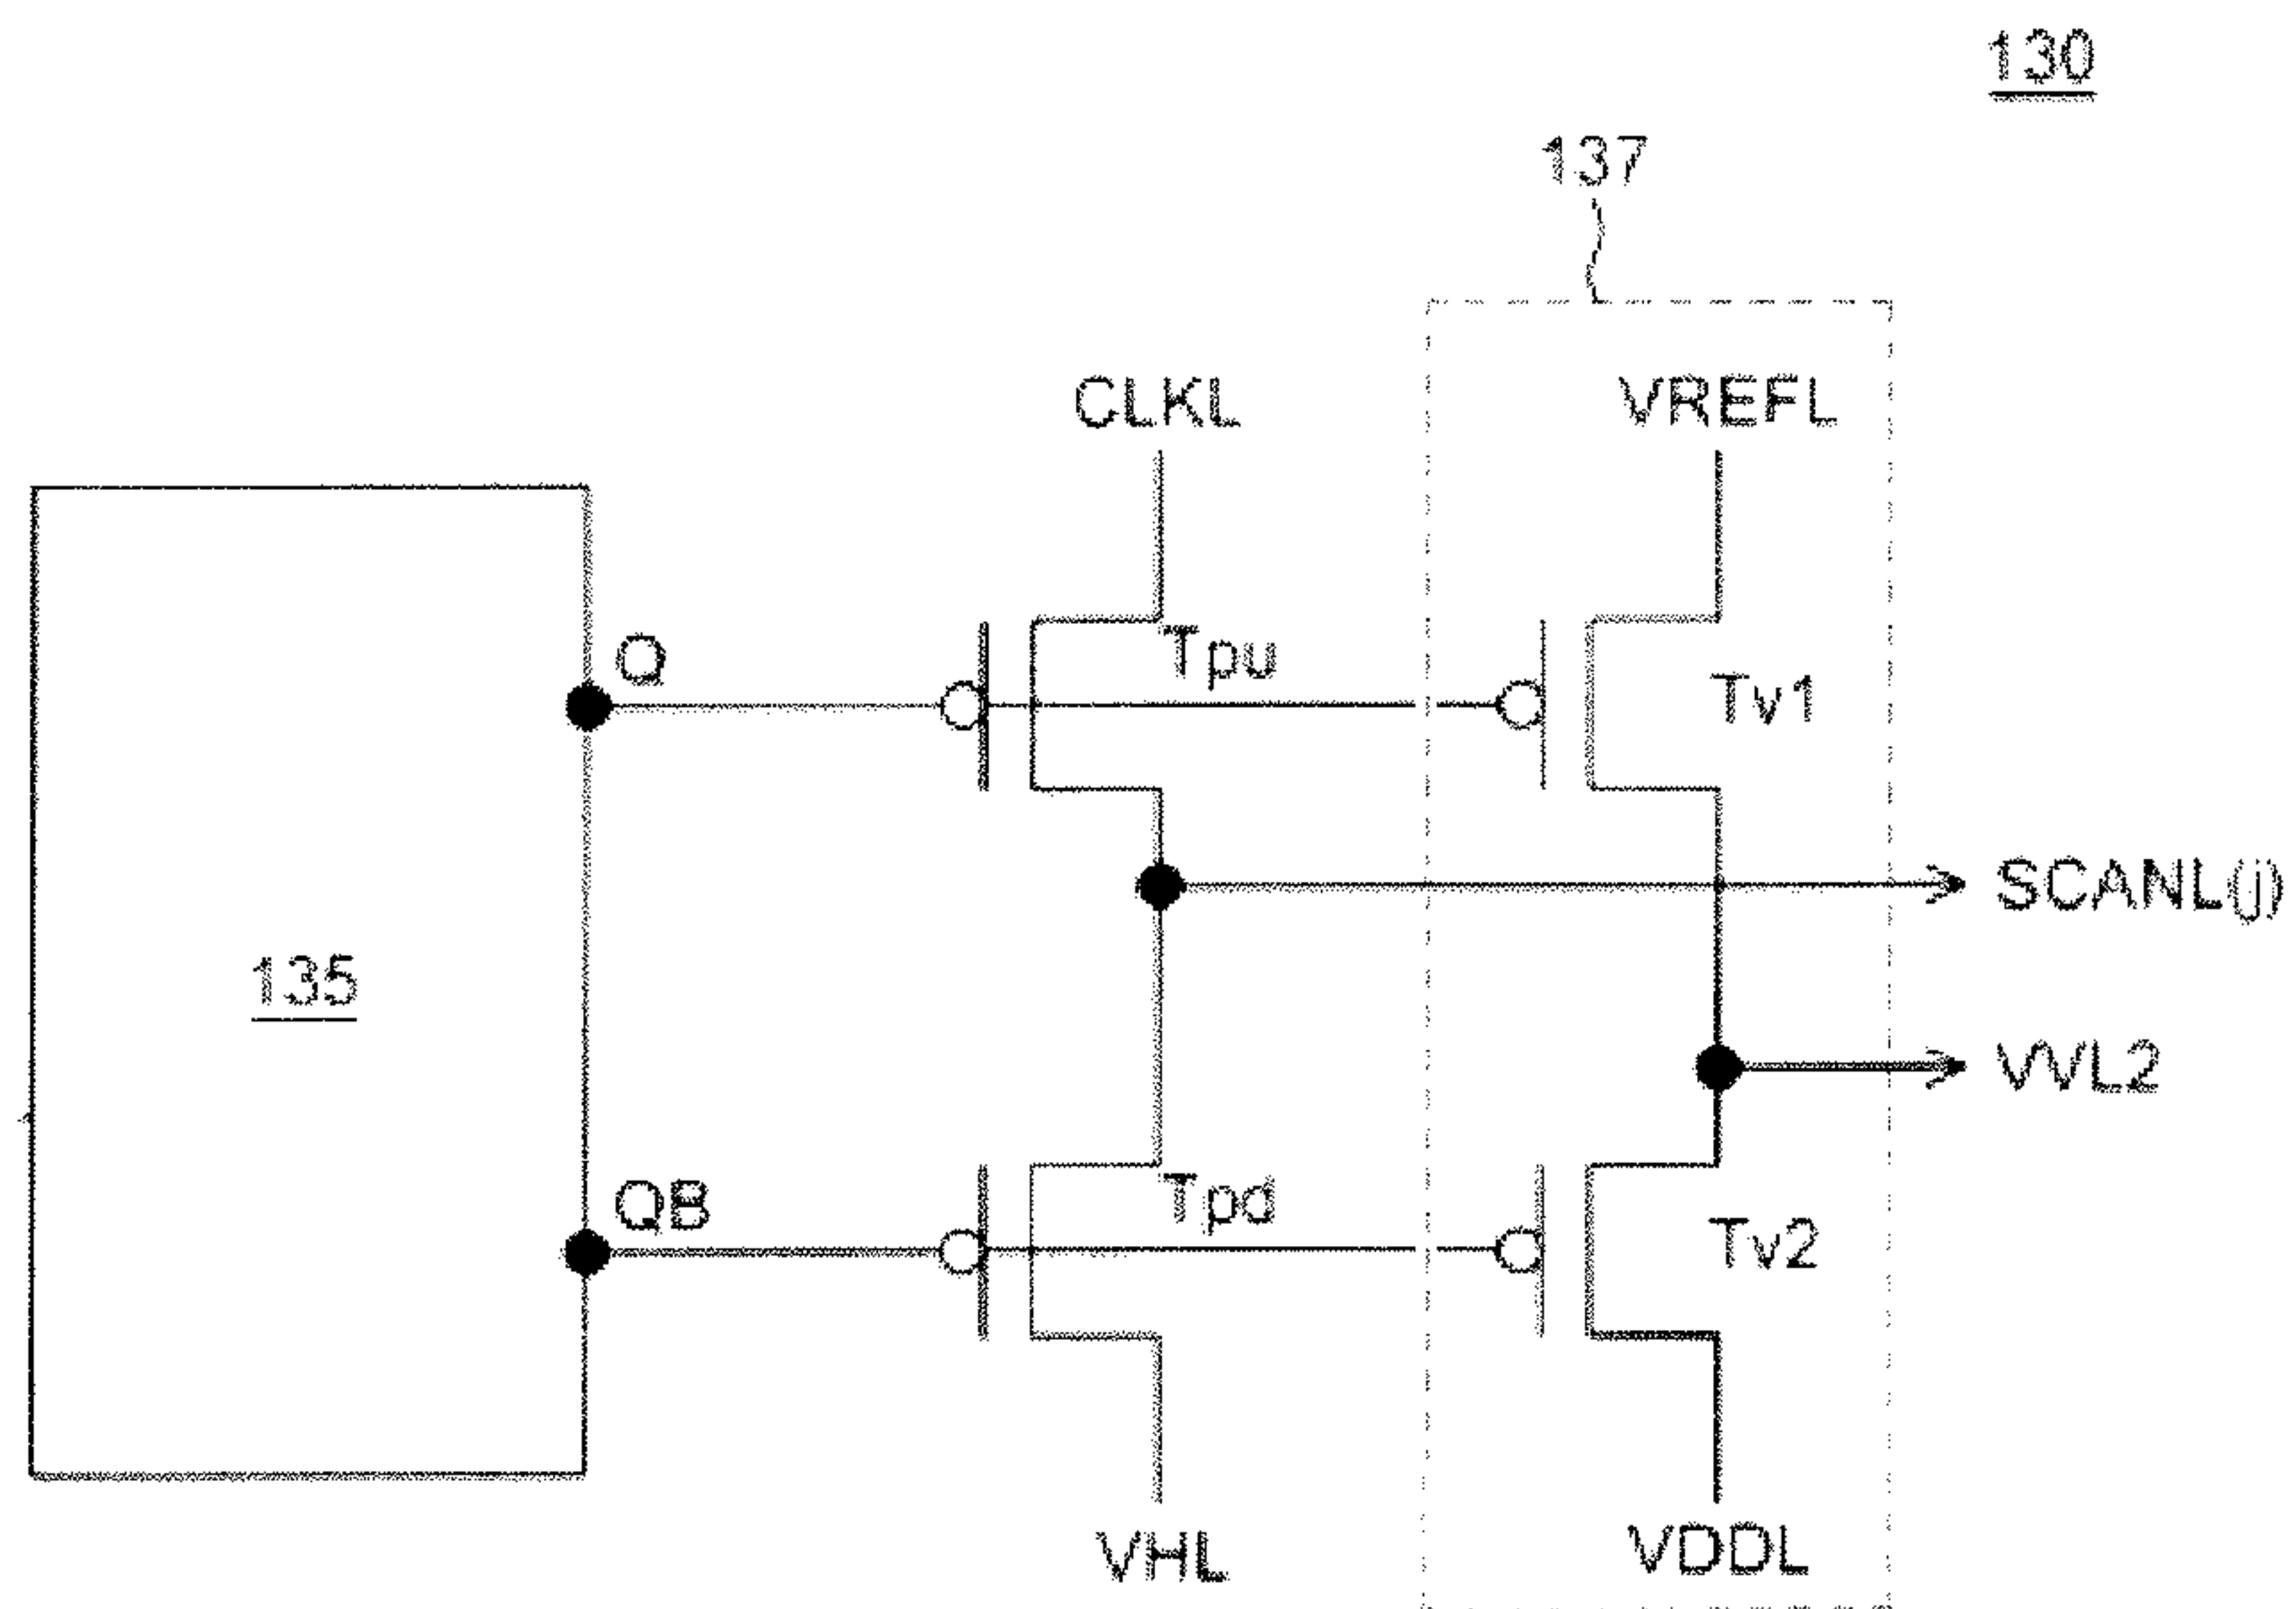 130
137
CLKL
VREFL
Q
Tpu
Tv1
SCANL(j)
135
VVL2
QB
Tpd
Tv2
VHL
VDDL